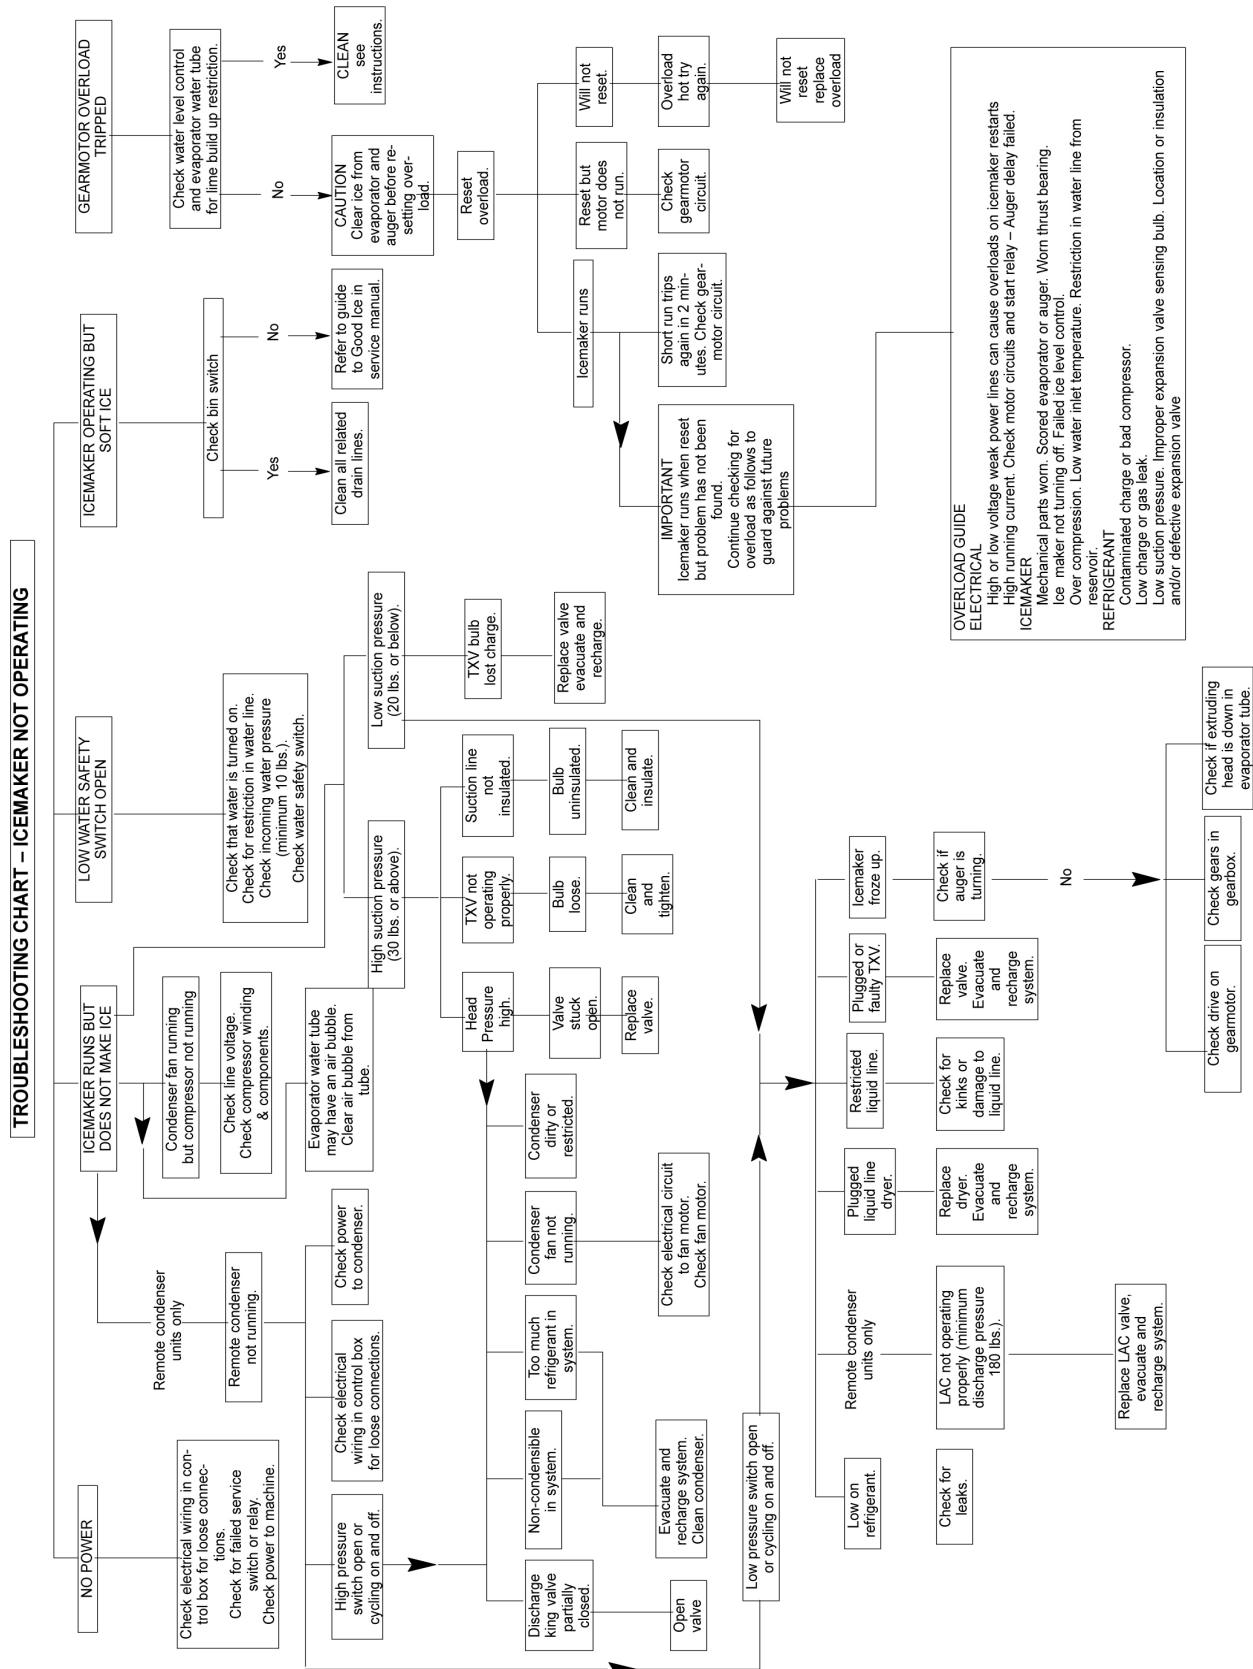 TROUBLESHOOTING CHART – ICEMAKER NOT OPERATING
NO POWER
Check electrical wiring in con-
trol box for loose connec-
tions.
Check for failed service
switch or relay.
Check power to machine.
ICEMAKER RUNS BUT
DOES NOT MAKE ICE
Remote condenser
units only
Remote condenser
not running.
High pressure
switch open or
cycling on and off.
Check electrical
wiring in control box
for loose connections.
Check power
to condenser.
Condenser fan running
but compressor not running
Check line voltage.
Check compressor winding
& components.
Evaporator water tube
may have an air bubble.
Clear air bubble from
tube.
LOW WATER SAFETY
SWITCH OPEN
Check that water is turned on.
Check for restriction in water line.
Check incoming water pressure
(minimum 10 lbs.).
Check water safety switch.
High suction pressure
(30 lbs. or above).
Low suction pressure
(20 lbs. or below).
Head
Pressure
high.
Valve
stuck
open.
Replace
valve.
TXV not
operating
properly.
Bulb
loose.
Clean
and
tighten.
Suction line
not
insulated.
Bulb
uninsulated.
Clean and
insulate.
TXV bulb
lost charge.
Replace valve
evacuate and
recharge.
Discharge
king valve
partially
closed.
Open
valve
Non-condensible
in system.
Too much
refrigerant in
system.
Evacuate and
recharge system.
Clean condenser.
Condenser
fan not
running.
Check electrical circuit
to fan motor.
Check fan motor.
Condenser
dirty or
restricted.
Low pressure switch open
or cycling on and off.
Low on
refrigerant.
Check for
leaks.
Remote condenser
units only
LAC not operating
properly (minimum
discharge pressure
180 lbs.).
Replace LAC valve,
evacuate and
recharge system.
Plugged
liquid line
dryer.
Replace
dryer.
Evacuate
and
recharge
system.
Restricted
liquid line.
Check for
kinks or
damage to
liquid line.
Plugged or
faulty TXV.
Replace
valve.
Evacuate
and
recharge
system.
Icemaker
froze up.
Check if
auger is
turning.
No
Check drive on
gearmotor.
Check gears in
gearbox.
Check if extruding
head is down in
evaporator tube.
ICEMAKER OPERATING BUT
SOFT ICE
Check bin switch
Yes
No
Clean all related
drain lines.
Refer to guide
to Good Ice in
service manual.
GEARMOTOR OVERLOAD
TRIPPED
Check water level control
and evaporator water tube
for lime build up restriction.
No
Yes
CAUTION
Clear ice from
evaporator and
auger before re-
setting over-
load.
CLEAN
see
instructions.
Reset
overload.
Icemaker runs
Reset but
motor does
not run.
Will not
reset.
Short run trips
again in 2 min-
utes. Check gear-
motor circuit.
Check
gearmotor
circuit.
Overload
hot try
again.
Will not
reset
replace
overload
IMPORTANT
Icemaker runs when reset
but problem has not been
found.
Continue checking for
overload as follows to
guard against future
problems
OVERLOAD GUIDE
ELECTRICAL
High or low voltage weak power lines can cause overloads on icemaker restarts
High running current. Check motor circuits and start relay – Auger delay failed.
ICEMAKER
Mechanical parts worn. Scored evaporator or auger. Worn thrust bearing.
Ice maker not turning off. Failed ice level control.
Over compression. Low water inlet temperature. Restriction in water line from
reservoir.
REFRIGERANT
Contaminated charge or bad compressor.
Low charge or gas leak.
Low suction pressure. Improper expansion valve sensing bulb. Location or insulation
and/or defective expansion valve